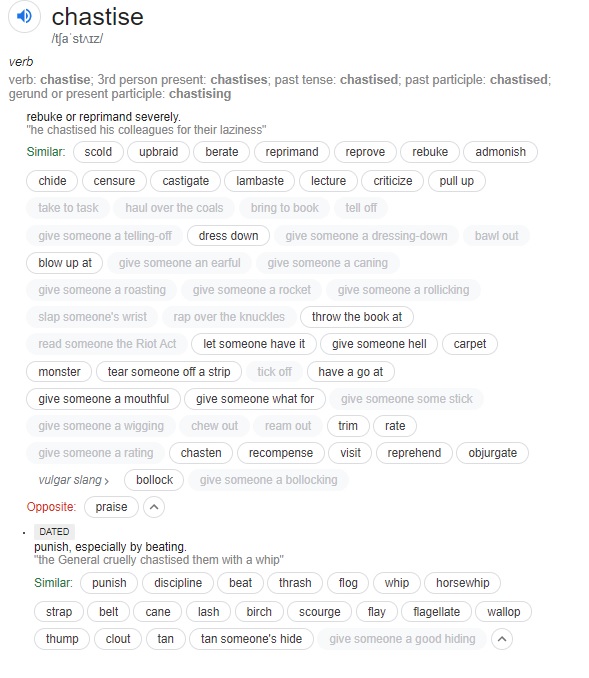 chastise
/tʃaˈstʌɪz/
verb
verb: chastise; 3rd person present: chastises; past tense: chastised; past participle: chastised;
gerund or present participle: chastising
rebuke or reprimand severely.
"he chastised his colleagues for their laziness"
Similar: scold upbraid berate reprimand reprove rebuke admonish
chide censure castigate lambaste lecture criticize pull up
take to task haul over the coals bring to book tell off
give someone a telling-off dress down give someone a dressing-down bawl out
blow up at give someone an earful give someone a caning
give someone a roasting give someone a rocket give someone a rollicking
slap someone's wrist rap over the knuckles throw the book at
read someone the Riot Act let someone have it give someone hell carpet
monster tear someone off a strip tick off have a go at
give someone a mouthful give someone what for give someone some stick
give someone a wigging chew out ream out trim rate
give someone a rating chasten recompense visit reprehend objurgate
vulgar slang bollock give someone a bollocking
Opposite: praise
DATED
punish, especially by beating.
"the General cruelly chastised them with a whip"
Similar: punish discipline beat thrash flog whip horsewhip
strap belt cane lash birch scourge flay flagellate wallop
thump clout tan tan someone's hide give someone a good hiding